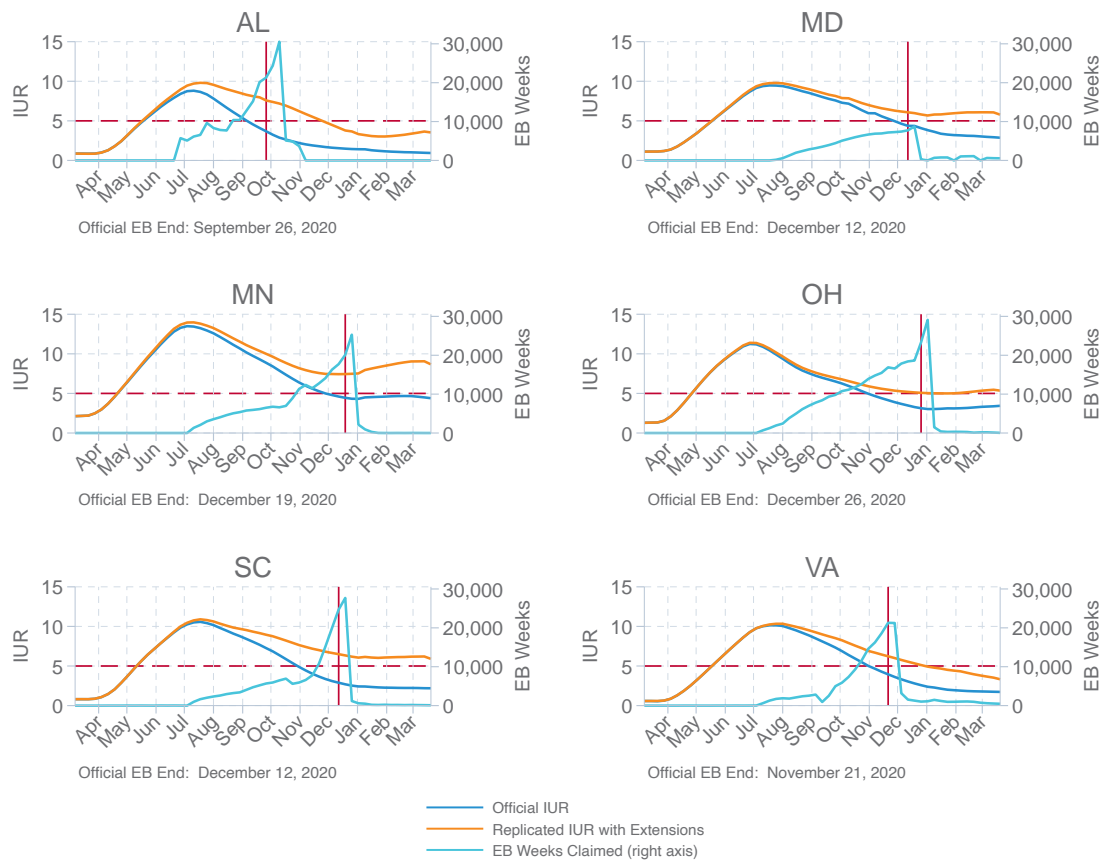 AL
MD
15
10
5
0
IUR
30,000
20,000
10,000
0
EB Weeks
Apr May Jun Jul Aug Sep Oct Nov Dec Jan Feb Mar
Official EB End: September 26, 2020
15
10
5
0
IUR
30,000
20,000
10,000
0
EB Weeks
Apr May Jun Jul Aug Sep Oct Nov Dec Jan Feb Mar
Official EB End: December 12, 2020
MN
OH
15
10
5
0
IUR
30,000
20,000
10,000
0
EB Weeks
Apr May Jun Jul Aug Sep Oct Nov Dec Jan Feb Mar
Official EB End: December 19, 2020
15
10
5
0
IUR
30,000
20,000
10,000
0
EB Weeks
Apr May Jun Jul Aug Sep Oct Nov Dec Jan Feb Mar
Official EB End: December 26, 2020
SC
VA
15
10
5
0
IUR
30,000
20,000
10,000
0
EB Weeks
Apr May Jun Jul Aug Sep Oct Nov Dec Jan Feb Mar
Official EB End: December 12, 2020
15
10
5
0
IUR
30,000
20,000
10,000
0
EB Weeks
Apr May Jun Jul Aug Sep Oct Nov Dec Jan Feb Mar
Official EB End: November 21, 2020
Official IUR
Replicated IUR with Extensions
EB Weeks Claimed (right axis)